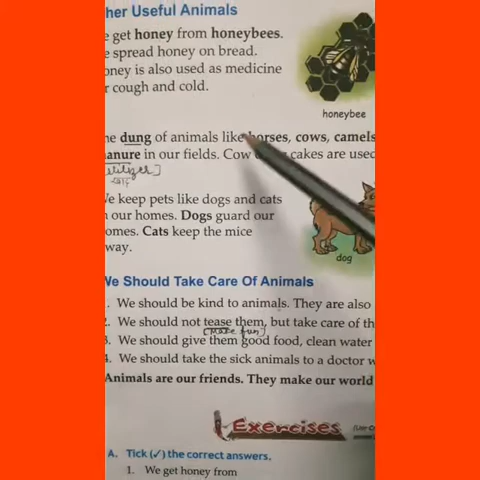 her Useful Animals
e get honey from honeybees.
e spread honey on bread.
oney is also used as medicine
r cough and cold.
honeybee
he dung of animals like horses, cows, camels
anure in our fields. Cow cakes are used
e keep pets like dogs and cats
n our homes. Dogs guard our
omes. Cats keep the mice
way.
dog
We Should Take Care Of Animals
. We should be kind to animals. They are also
2. We should not tease them, but take care of th
[make fun]
3. We should give them good food, clean water
4. We should take the sick animals to a doctor w
Animals are our friends. They make our world
Exercises
A. Tick (✓) the correct answers.
1. We get honey from